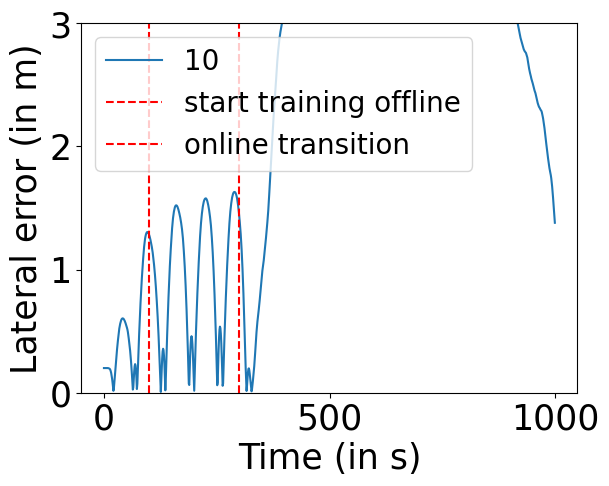 3
2
1
0
Lateral error (in m)
10
start training offline
online transition
0
500
1000
Time (in s)